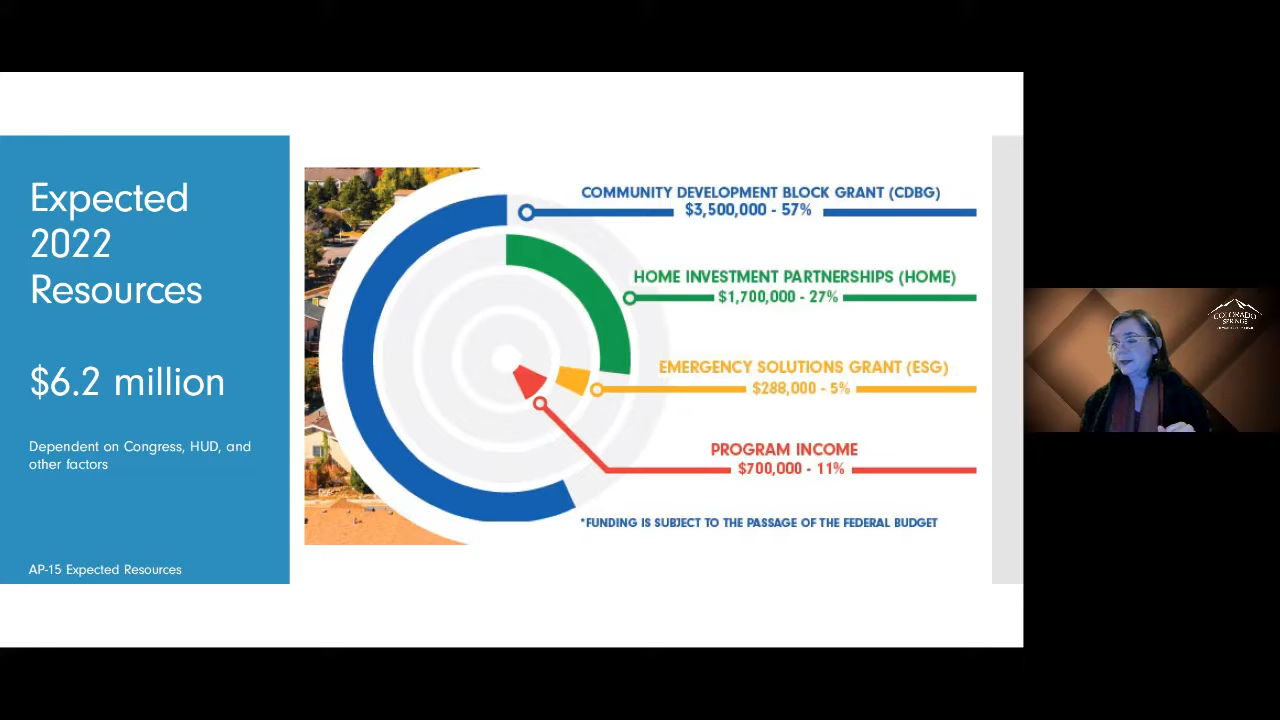 Expected
2022
Resources
$6.2 million
Dependent on Congress, HUD, and
other factors
AP-15 Expected Resources
COMMUNITY DEVELOPMENT BLOCK GRANT (CDBG)
$3,500,000 - 57%
HOME INVESTMENT PARTNERSHIPS (HOME)
$1,700,000 - 27%
EMERGENCY SOLUTIONS GRANT (ESG)
$288,000 - 5%
PROGRAM INCOME
$700,000 - 11%
*FUNDING IS SUBJECT TO THE PASSAGE OF THE FEDERAL BUDGET
COLORADO
SPRINGS